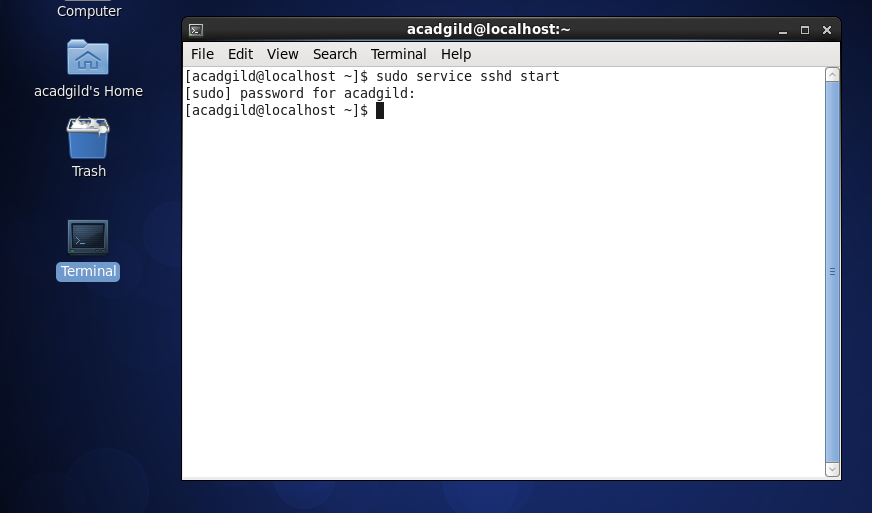 Computer
acadgild's Home
Trash
Terminal
acadgild@localhost:~
File Edit View Search Terminal Help
[acadgild@localhost ~]$ sudo service sshd start
[sudo] password for acadgild:
[acadgild@localhost ~]$